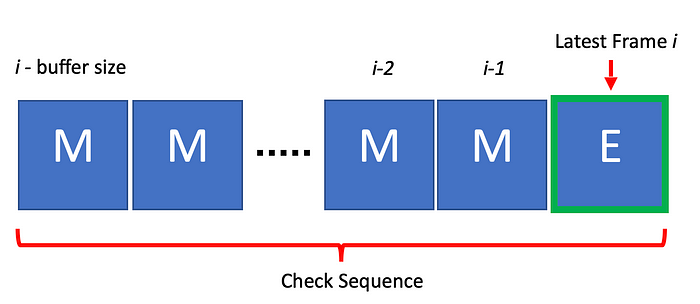 Latest Frame i
i - buffer size
i-2
i-1
M
M
.....
M
M
E
Check Sequence